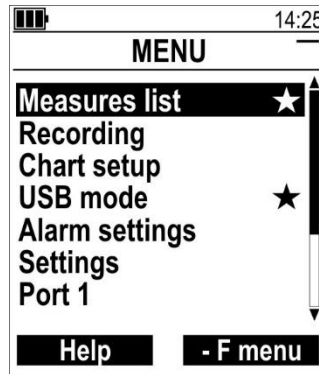 14:25
MENU
Measures list ★
Recording
Chart setup
USB mode ★
Alarm settings
Settings
Port 1
Help - F menu